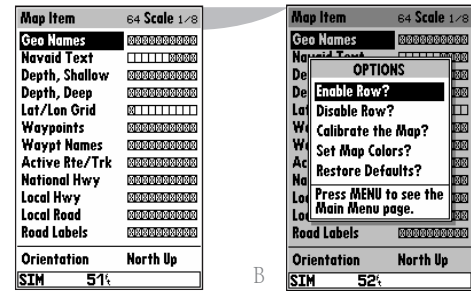 Map Item 64 Scale 1/8
Geo Names
Navaid Text
Depth, Shallow
Depth, Deep
Lat/Lon Grid
Waypoints
Waypt Names
Active Rte/Trk
National Hwy
Local Hwy
Local Road
Road Labels
Orientation North Up
SIM 51
B
Map Item 64 Scale 1/8
Geo Names
OPTIONS
Enable Row?
Disable Row?
Calibrate the Map?
Set Map Colors?
Restore Defaults?
Press MENU to see the
Main Menu page.
Road Labels
Orientation North Up
SIM 52